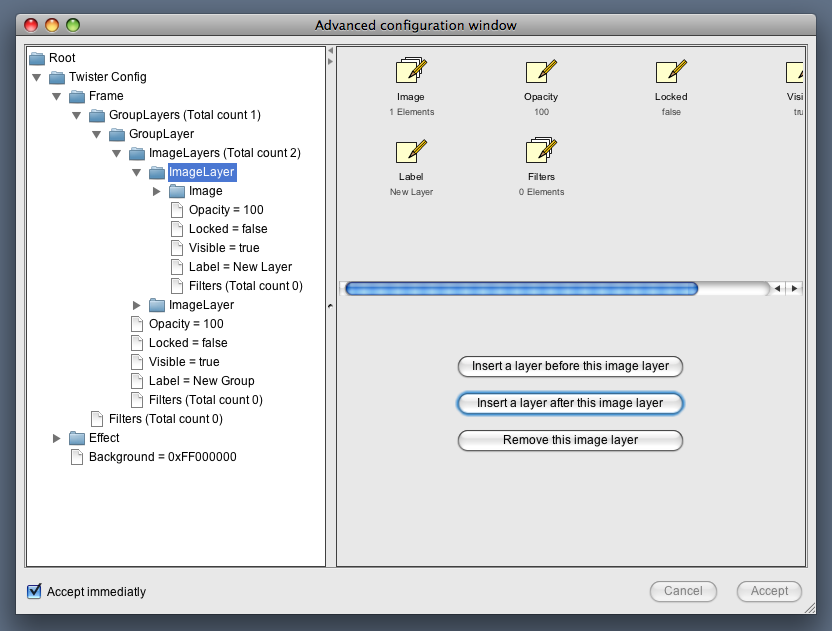 Advanced configuration window
Root
Twister Config
Frame
GroupLayers (Total count 1)
GroupLayer
ImageLayers (Total count 2)
ImageLayer
Image
Opacity = 100
Locked = false
Visible = true
Label = New Layer
Filters (Total count 0)
ImageLayer
Opacity = 100
Locked = false
Visible = true
Label = New Group
Filters (Total count 0)
Filters (Total count 0)
Effect
Background = 0xFF000000
Image Opacity Locked Visi
1 Elements 100 false tru
Label Filters
New Layer 0 Elements
Insert a layer before this image layer
Insert a layer after this image layer
Remove this image layer
Accept immediatly Cancel Accept